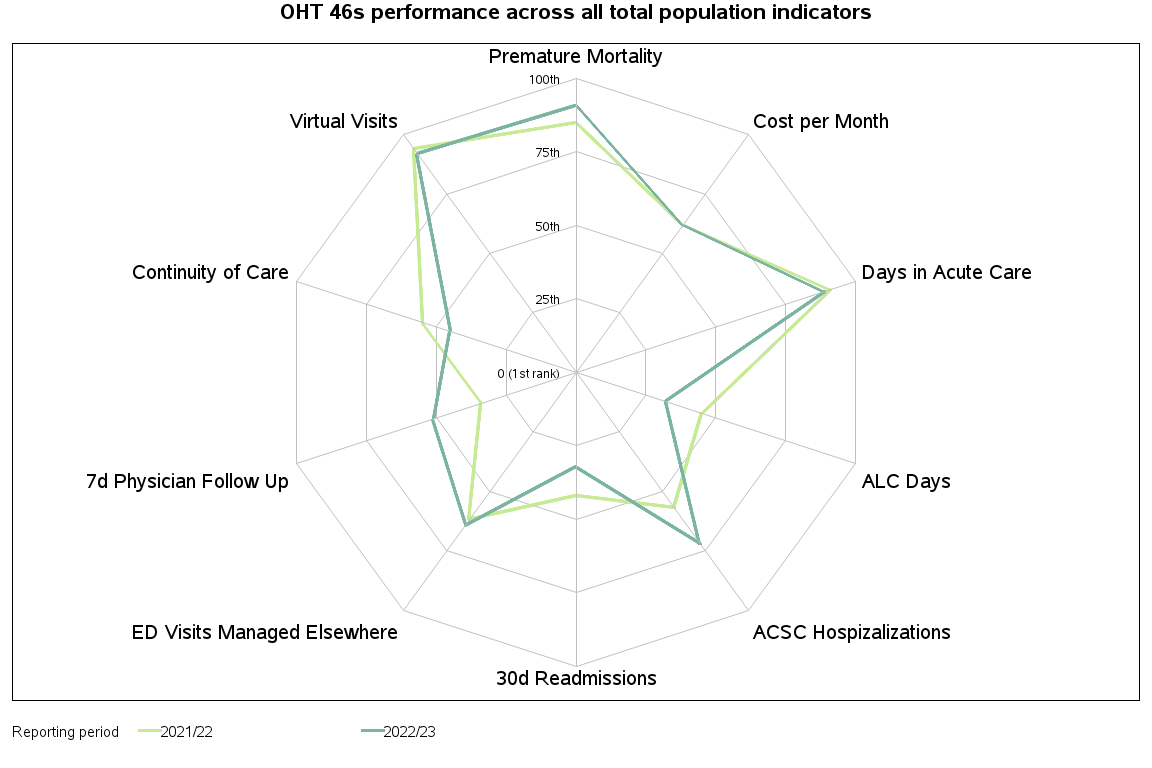 OHT 46s performance across all total population indicators
Premature Mortality
100th
Virtual Visits
Cost per Month
75th
50th
Continuity of Care
Days in Acute Care
25th
0 (1st rank)
7d Physician Follow Up
ALC Days
ED Visits Managed Elsewhere
ACSC Hospizalizations
30d Readmissions
Reporting period 2021/22 2022/23